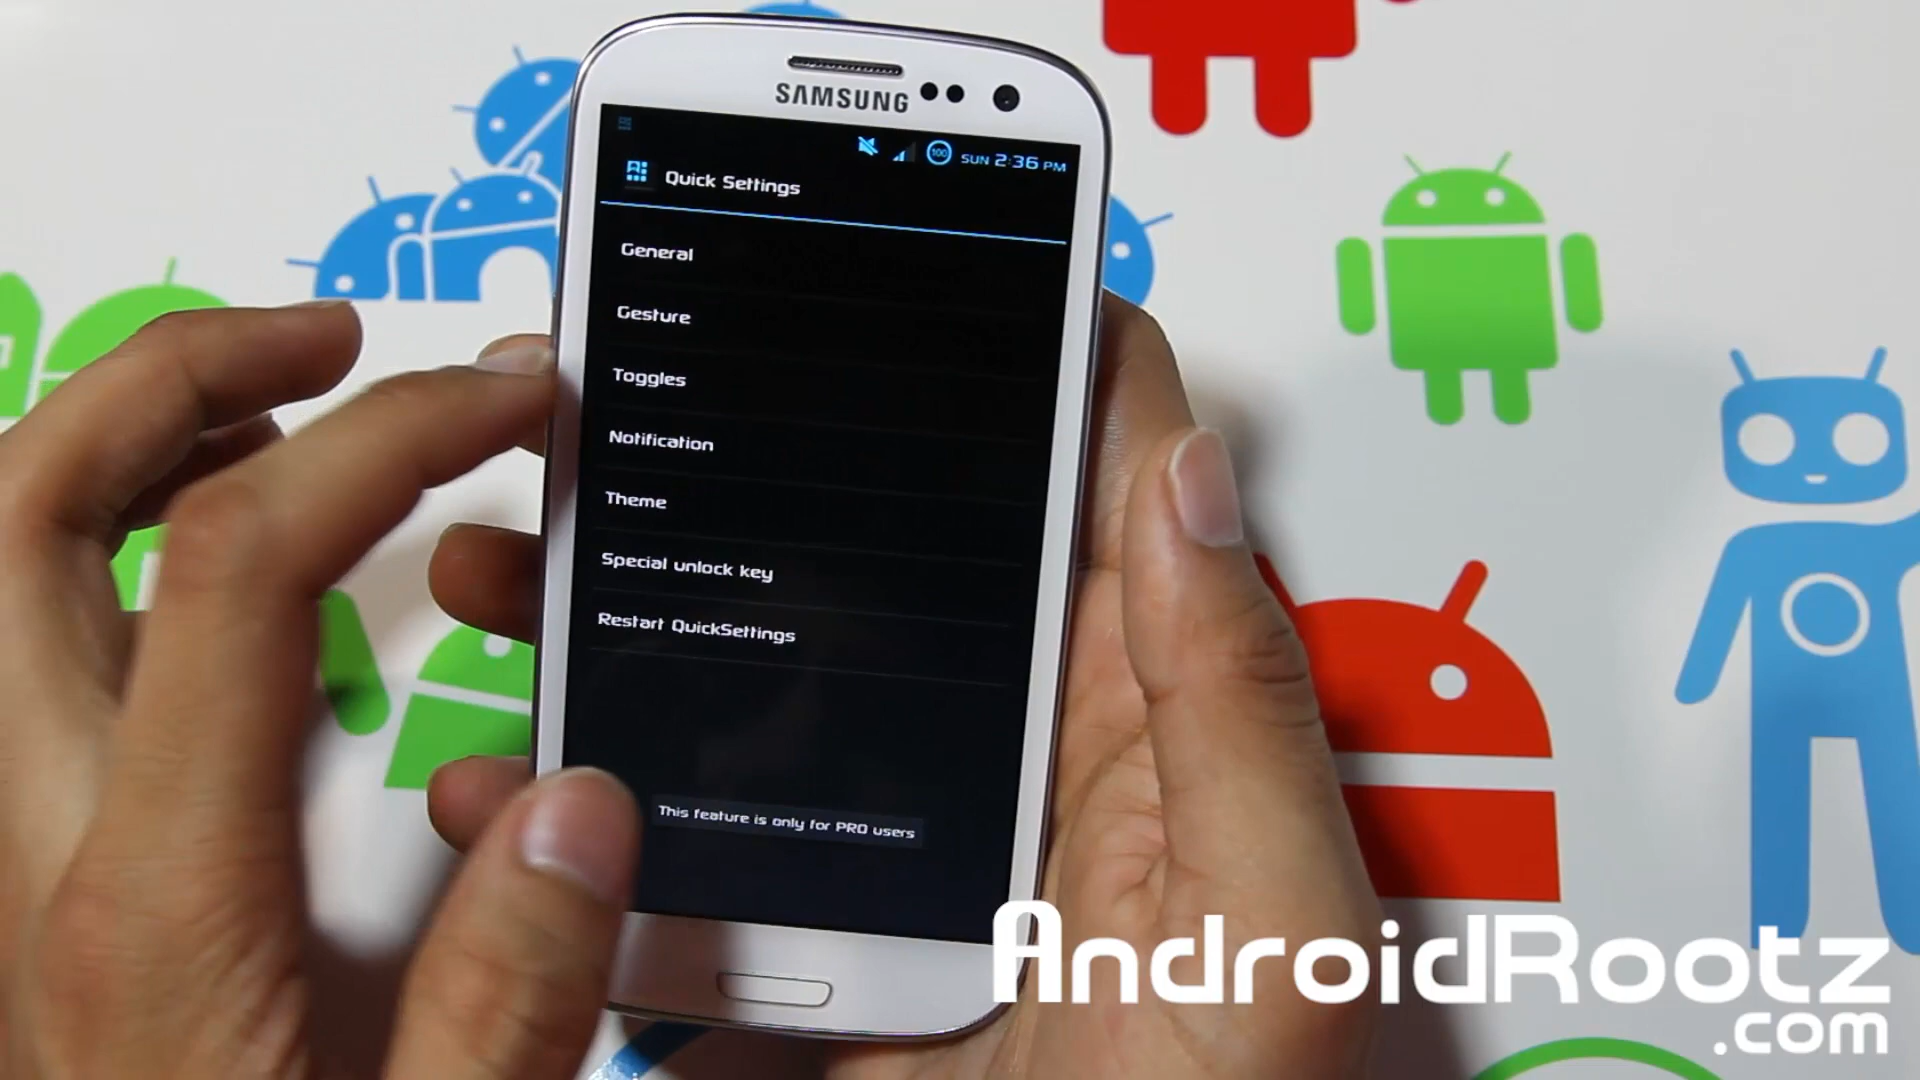 SAMSUNG
100 SUN 2:36 PM
Quick Settings
General
Gesture
Toggles
Notification
Theme
Special unlock key
Restart QuickSettings
This feature is only for PRO users
AndroidRootz
.com